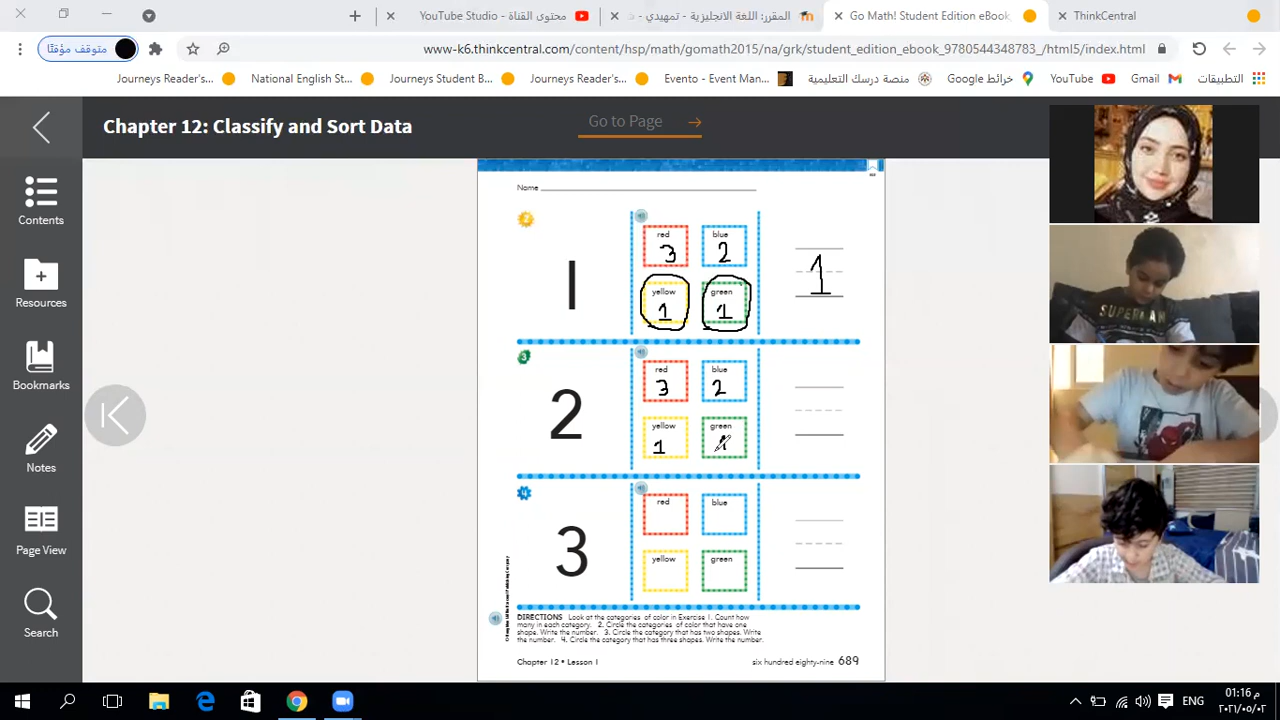 محتوى القناة - YouTube Studio
المقرر: اللغة الانجليزية - تمهيدي - د
Go Math! Student Edition eBook
ThinkCentral
متوقف مؤقتًا
www-k6.thinkcentral.com/content/hsp/math/gomath2015/na/grk/student_edition_ebook_9780544348783_/html5/index.html
Journeys Reader's...
National English St...
Journeys Student B...
Journeys Reader's...
Evento - Event Man...
منصة درسك التعليمية
خرائط Google
YouTube
Gmail
التطبيقات
Chapter 12: Classify and Sort Data
Go to Page →
Contents
Resources
Bookmarks
Notes
Page View
Search
Name
2
1
red
3
blue
2
yellow
1
green
1
1
3
2
red
3
blue
2
yellow
1
green
1
4
3
red
blue
yellow
green
DIRECTIONS Look at the categories of color in Exercise 1. Count how
many in each category. 2. Circle the categories of color that have one
shape. Write the number. 3. Circle the category that has two shapes. Write
the number. 4. Circle the category that has three shapes. Write the number.
Chapter 12 • Lesson 1
six hundred eighty-nine 689
SUPERMAN
ENG
01:16 م
٢٠٢١/٠٥/٠٢